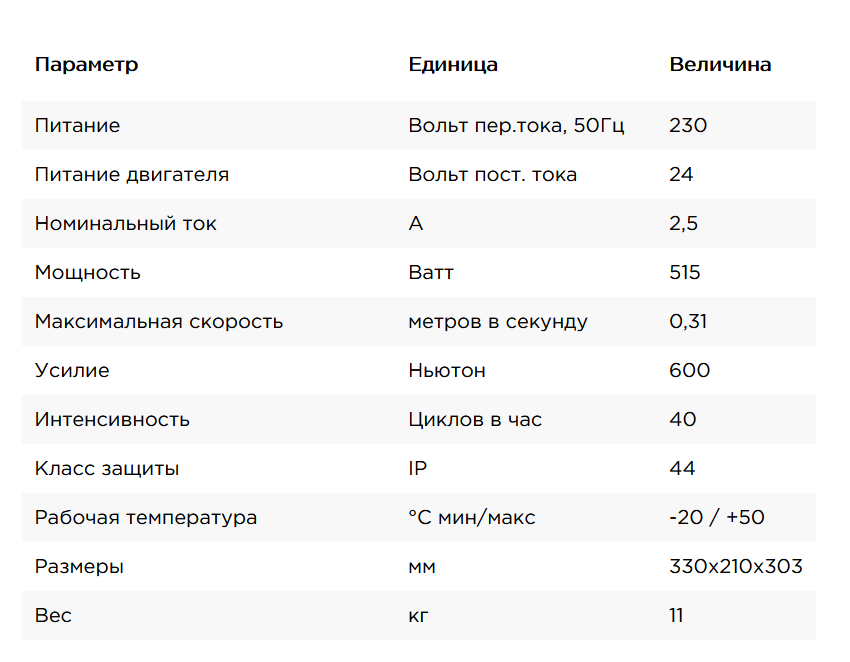 Параметр Единица Величина
Питание Вольт пер.тока, 50Гц 230
Питание двигателя Вольт пост. тока 24
Номинальный ток А 2,5
Мощность Ватт 515
Максимальная скорость метров в секунду 0,31
Усилие Ньютон 600
Интенсивность Циклов в час 40
Класс защиты IP 44
Рабочая температура °C мин/макс -20 / +50
Размеры мм 330х210х303
Вес кг 11